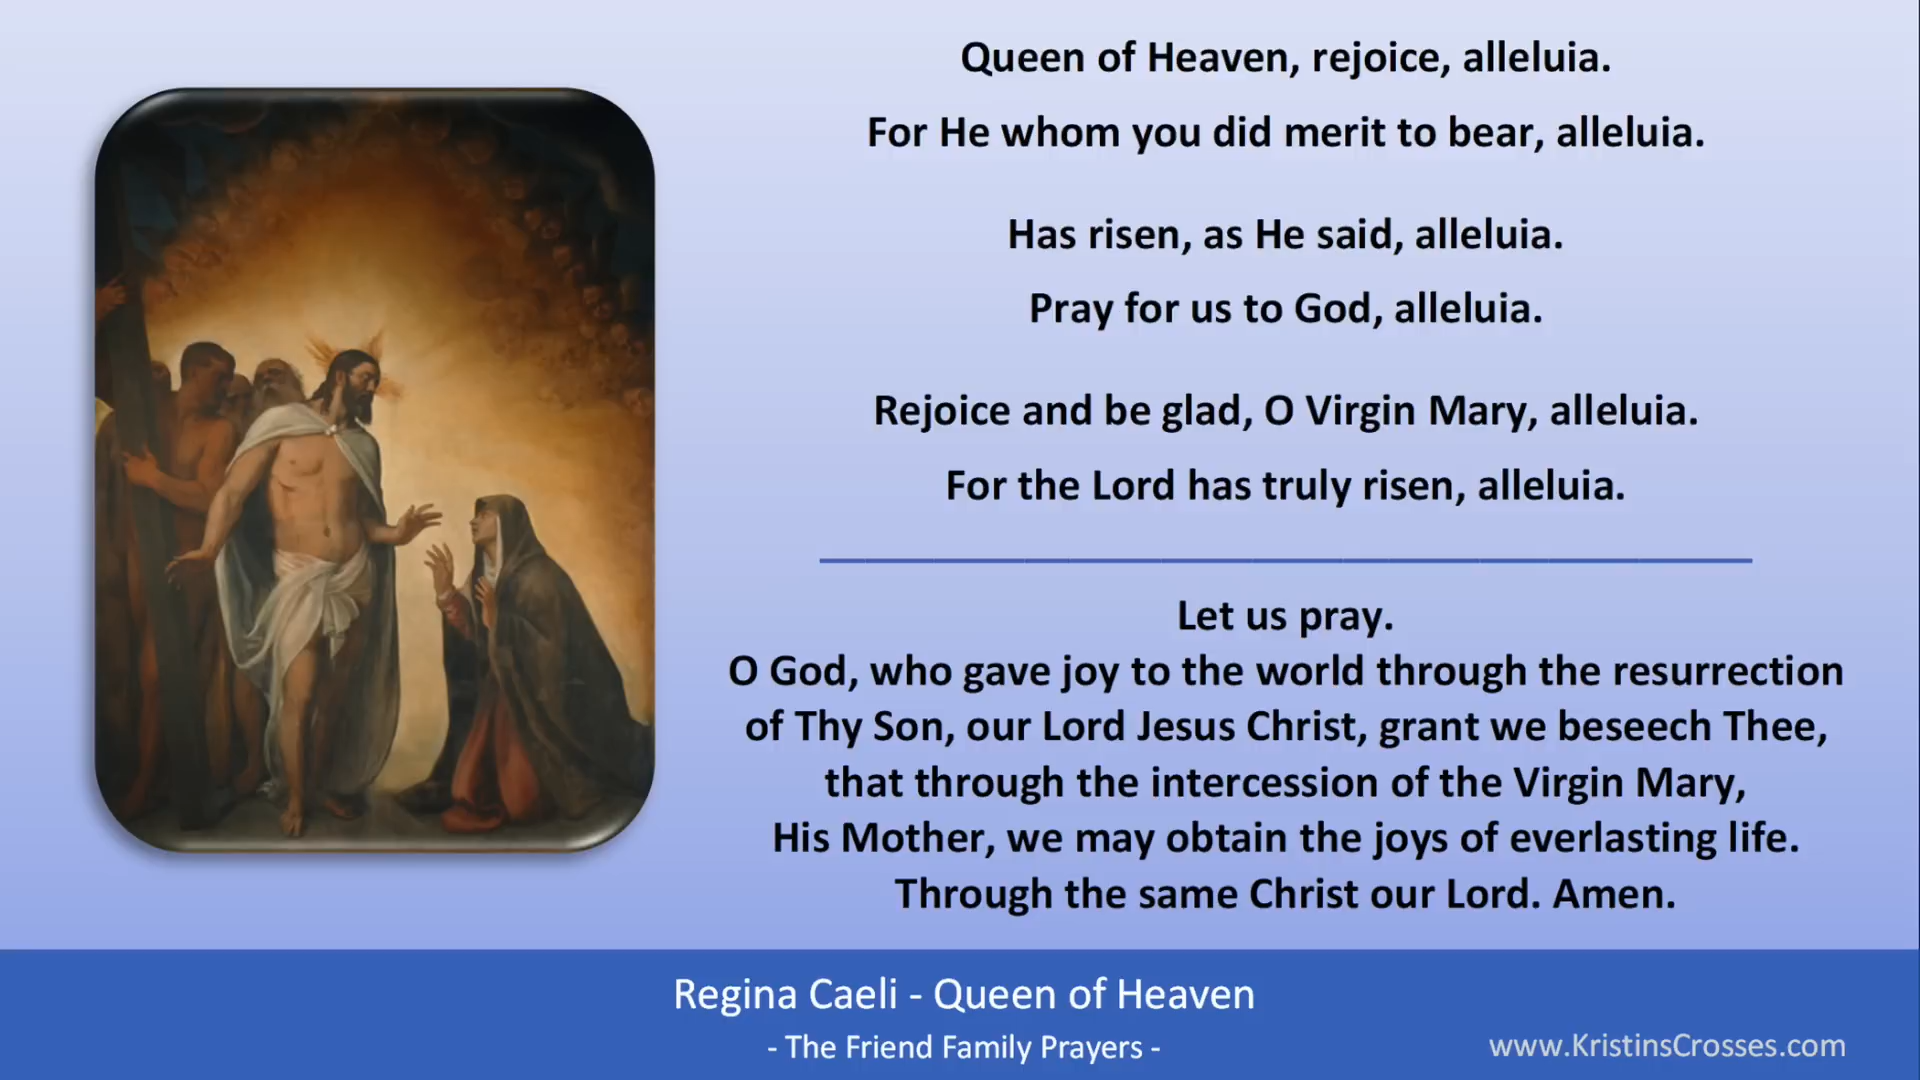 Queen of Heaven, rejoice, alleluia.
For He whom you did merit to bear, alleluia.
Has risen, as He said, alleluia.
Pray for us to God, alleluia.
Rejoice and be glad, O Virgin Mary, alleluia.
For the Lord has truly risen, alleluia.
Let us pray.
O God, who gave joy to the world through the resurrection
of Thy Son, our Lord Jesus Christ, grant we beseech Thee,
that through the intercession of the Virgin Mary,
His Mother, we may obtain the joys of everlasting life.
Through the same Christ our Lord. Amen.
Regina Caeli - Queen of Heaven
- The Friend Family Prayers -
www.KristinsCrosses.com